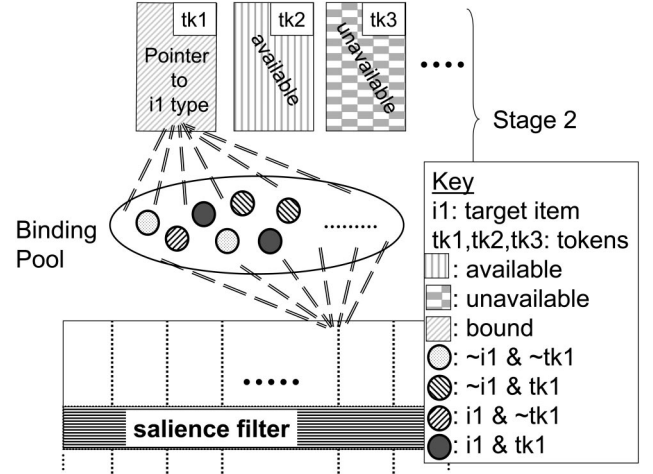 tk1
tk2
tk3
Pointer
to
i1 type
available
unavailable
Stage 2
Binding
Pool
Key
i1: target item
tk1,tk2,tk3: tokens
: available
: unavailable
: bound
: ~i1 & ~tk1
: ~i1 & tk1
: i1 & ~tk1
: i1 & tk1
salience filter